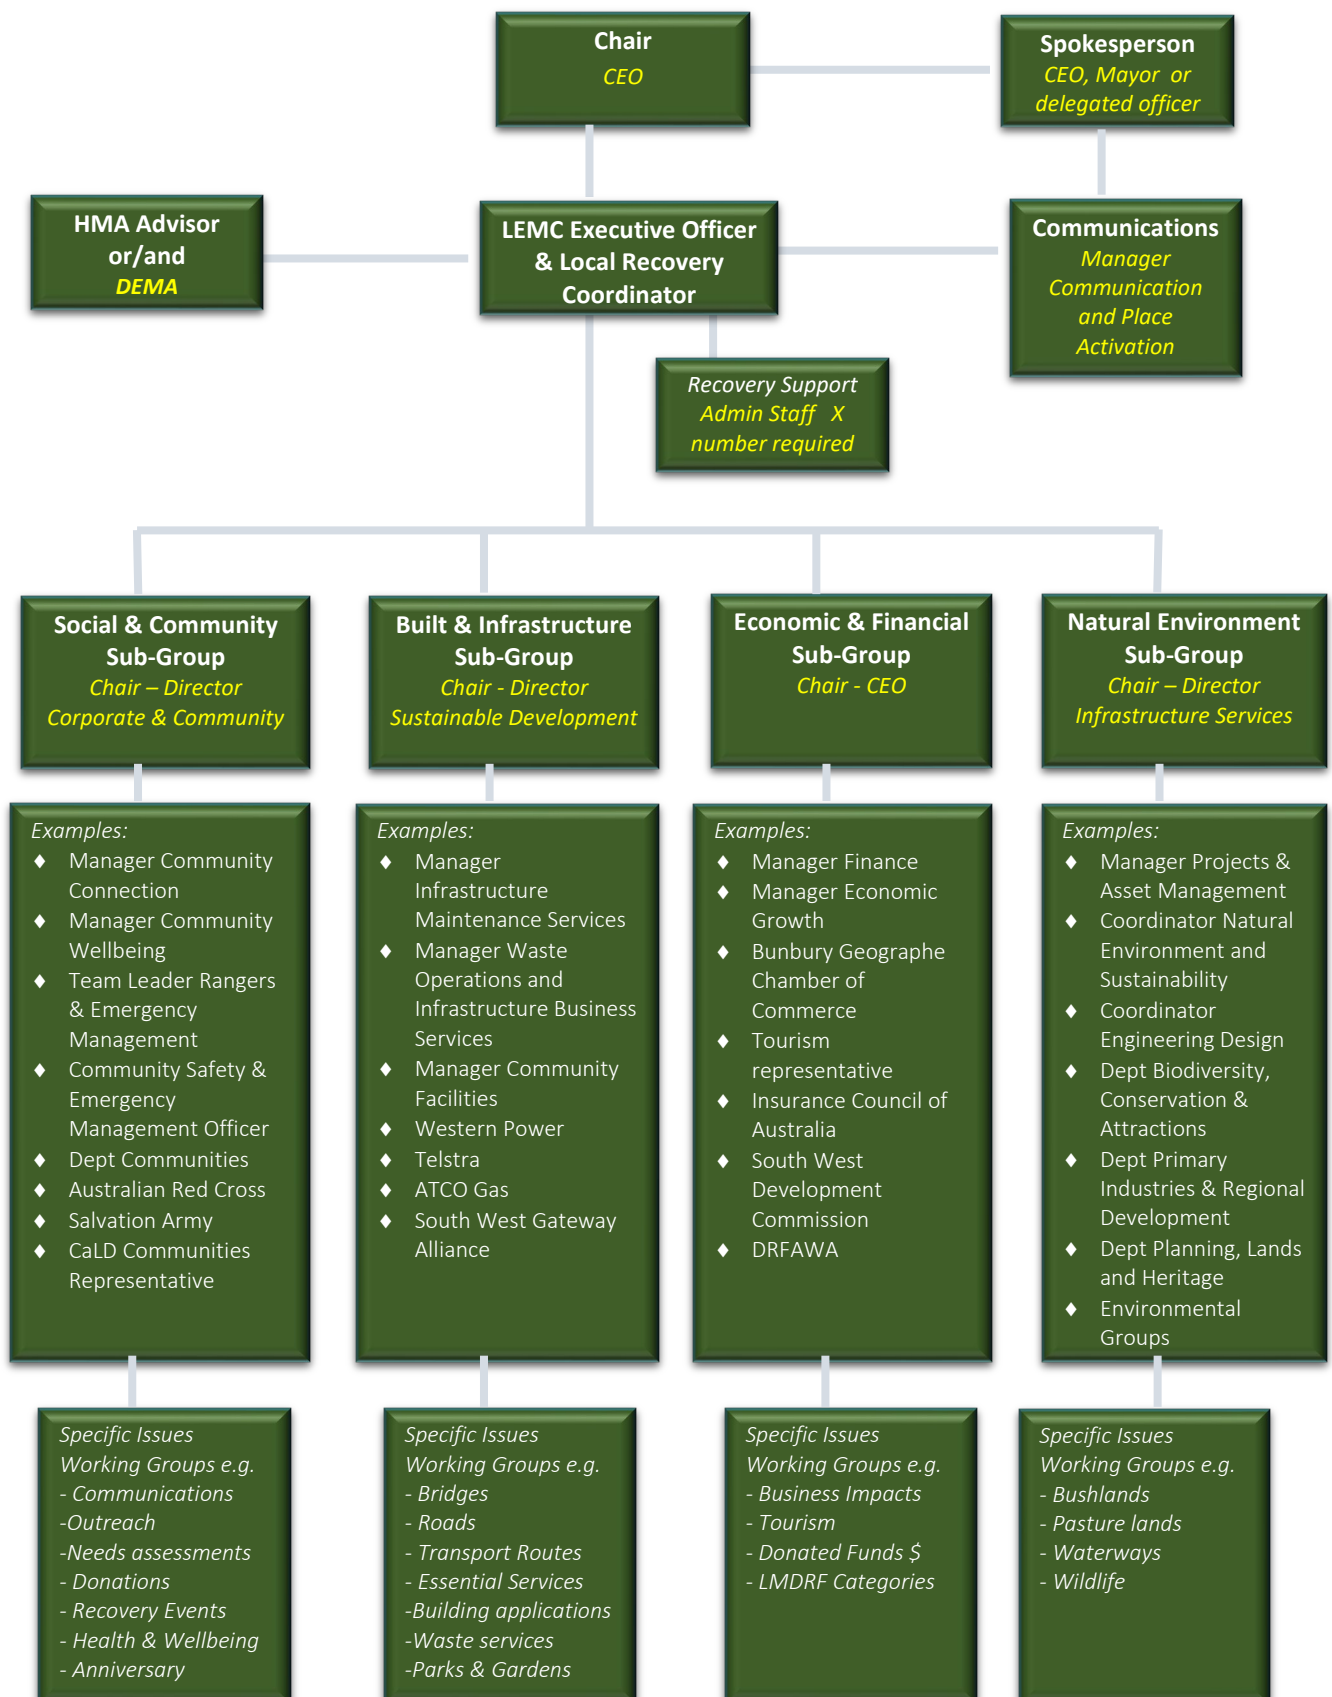 Chair
CEO
Spokesperson
CEO, Mayor or
delegated officer
HMA Advisor
or/and
DEMA
LEMC Executive Officer
& Local Recovery
Coordinator
Communications
Manager
Communication
and Place
Activation
Recovery Support
Admin Staff X
number required
Social & Community
Sub-Group
Chair – Director
Corporate & Community
Built & Infrastructure
Sub-Group
Chair - Director
Sustainable Development
Economic & Financial
Sub-Group
Chair - CEO
Natural Environment
Sub-Group
Chair – Director
Infrastructure Services
Examples:
♦ Manager Community
Connection
♦ Manager Community
Wellbeing
♦ Team Leader Rangers
& Emergency
Management
♦ Community Safety &
Emergency
Management Officer
♦ Dept Communities
♦ Australian Red Cross
♦ Salvation Army
♦ CaLD Communities
Representative
Examples:
♦ Manager
Infrastructure
Maintenance Services
♦ Manager Waste
Operations and
Infrastructure Business
Services
♦ Manager Community
Facilities
♦ Western Power
♦ Telstra
♦ ATCO Gas
♦ South West Gateway
Alliance
Examples:
♦ Manager Finance
♦ Manager Economic
Growth
♦ Bunbury Geographe
Chamber of
Commerce
♦ Tourism
representative
♦ Insurance Council of
Australia
♦ South West
Development
Commission
♦ DRFAWA
Examples:
♦ Manager Projects &
Asset Management
♦ Coordinator Natural
Environment and
Sustainability
♦ Coordinator
Engineering Design
♦ Dept Biodiversity,
Conservation &
Attractions
♦ Dept Primary
Industries & Regional
Development
♦ Dept Planning, Lands
and Heritage
♦ Environmental
Groups
Specific Issues
Working Groups e.g.
- Communications
-Outreach
-Needs assessments
- Donations
- Recovery Events
- Health & Wellbeing
- Anniversary
Specific Issues
Working Groups e.g.
- Bridges
- Roads
- Transport Routes
- Essential Services
-Building applications
-Waste services
-Parks & Gardens
Specific Issues
Working Groups e.g.
- Business Impacts
- Tourism
- Donated Funds $
- LMDRF Categories
Specific Issues
Working Groups e.g.
- Bushlands
- Pasture lands
- Waterways
- Wildlife